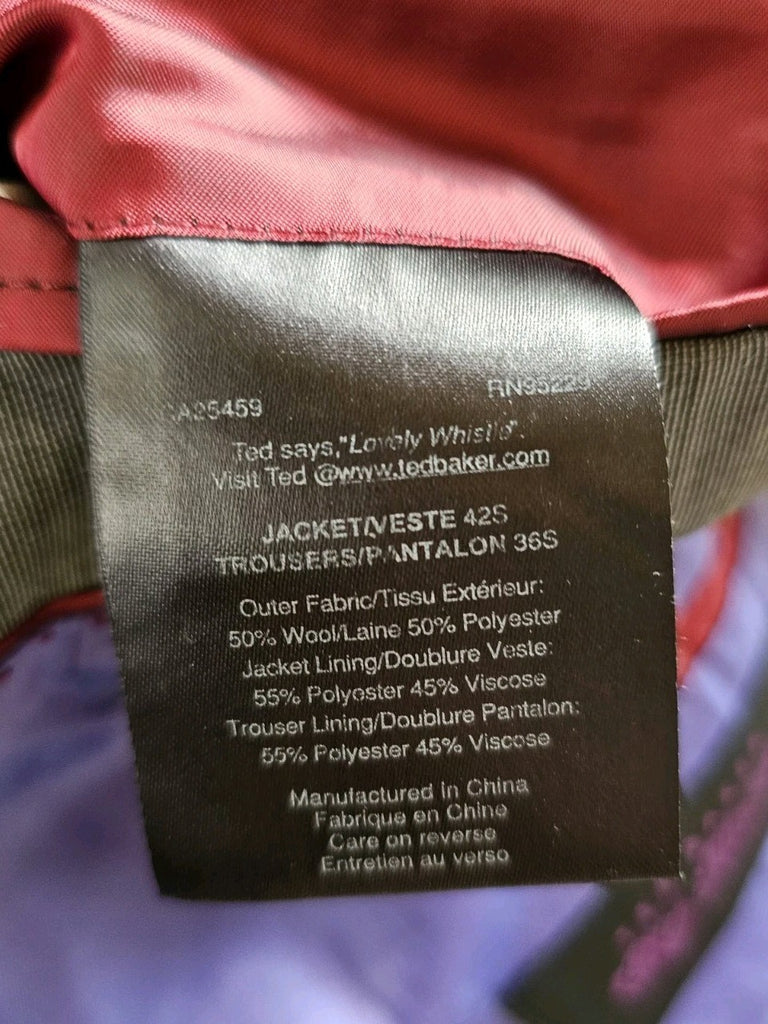 CA25459 RN95229
Ted says,"Lovely Whistle".
Visit Ted @www.tedbaker.com
JACKET/VESTE 42S
TROUSERS/PANTALON 36S
Outer Fabric/Tissu Extérieur:
50% Wool/Laine 50% Polyester
Jacket Lining/Doublure Veste:
55% Polyester 45% Viscose
Trouser Lining/Doublure Pantalon:
55% Polyester 45% Viscose
Manufactured In China
Fabrique en Chine
Care on reverse
Entretien au verso